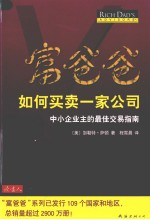 RICH DAD'S
富爸爸
如何买卖一家公司
中小企业主的最佳交易指南
“富爸爸”系列已发行109个国家和地区，
总销量超过2900万册！